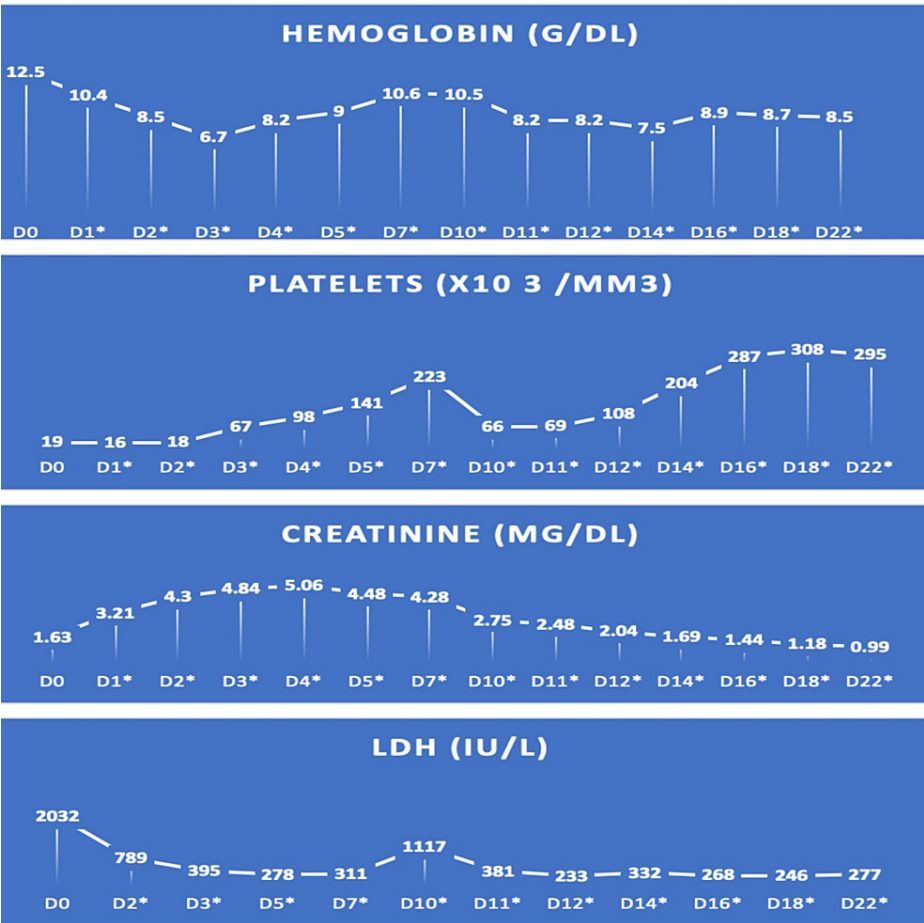 HEMOGLOBIN (G/DL)
12.5 10.4 8.5 6.7 8.2 9 10.6 10.5 8.2 8.2 7.5 8.9 8.7 8.5
D0 D1* D2* D3* D4* D5* D7* D10* D11* D12* D14* D16* D18* D22*
PLATELETS (X10 3 /MM3)
19 16 18 67 98 141 223 66 69 108 204 287 308 295
D0 D1* D2* D3* D4* D5* D7* D10* D11* D12* D14* D16* D18* D22*
CREATININE (MG/DL)
1.63 3.21 4.3 4.84 5.06 4.48 4.28 2.75 2.48 2.04 1.69 1.44 1.18 0.99
D0 D1* D2* D3* D4* D5* D7* D10* D11* D12* D14* D16* D18* D22*
LDH (IU/L)
2032 789 395 278 311 1117 381 233 332 268 246 277
D0 D2* D3* D5* D7* D10* D11* D12* D14* D16* D18* D22*